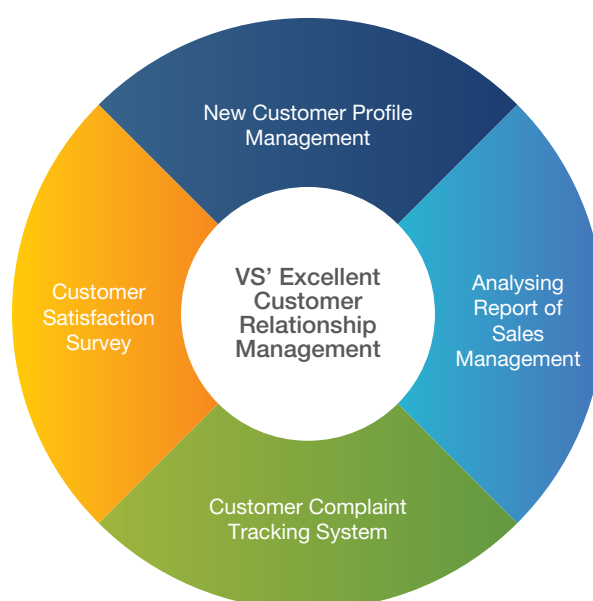 New Customer Profile
Management
VS’ Excellent
Customer
Relationship
Management
Analysing
Report of
Sales
Management
Customer
Satisfaction
Survey
Customer Complaint
Tracking System